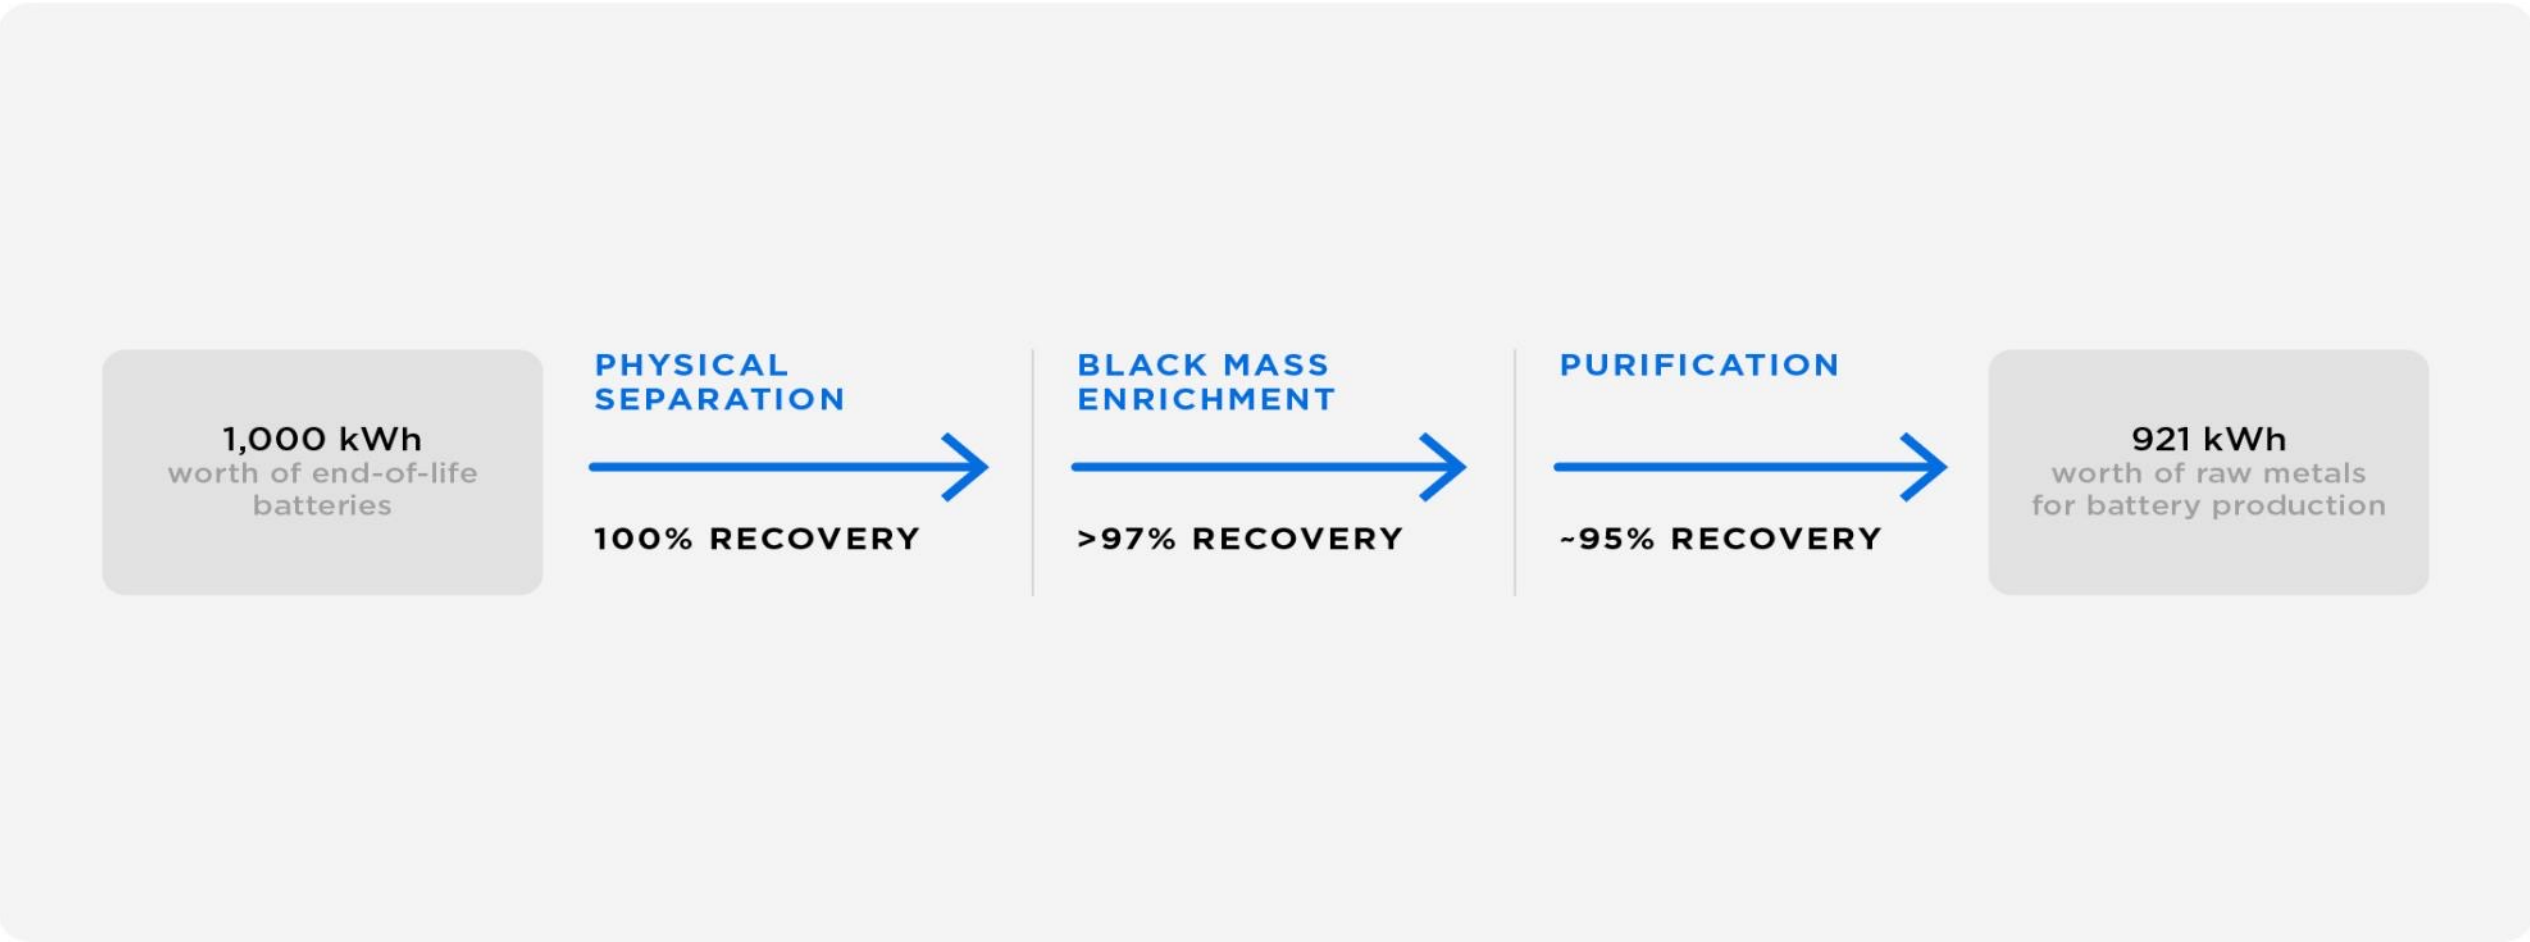 1,000 kWh
worth of end-of-life
batteries
PHYSICAL
SEPARATION
100% RECOVERY
BLACK MASS
ENRICHMENT
>97% RECOVERY
PURIFICATION
~95% RECOVERY
921 kWh
worth of raw metals
for battery production